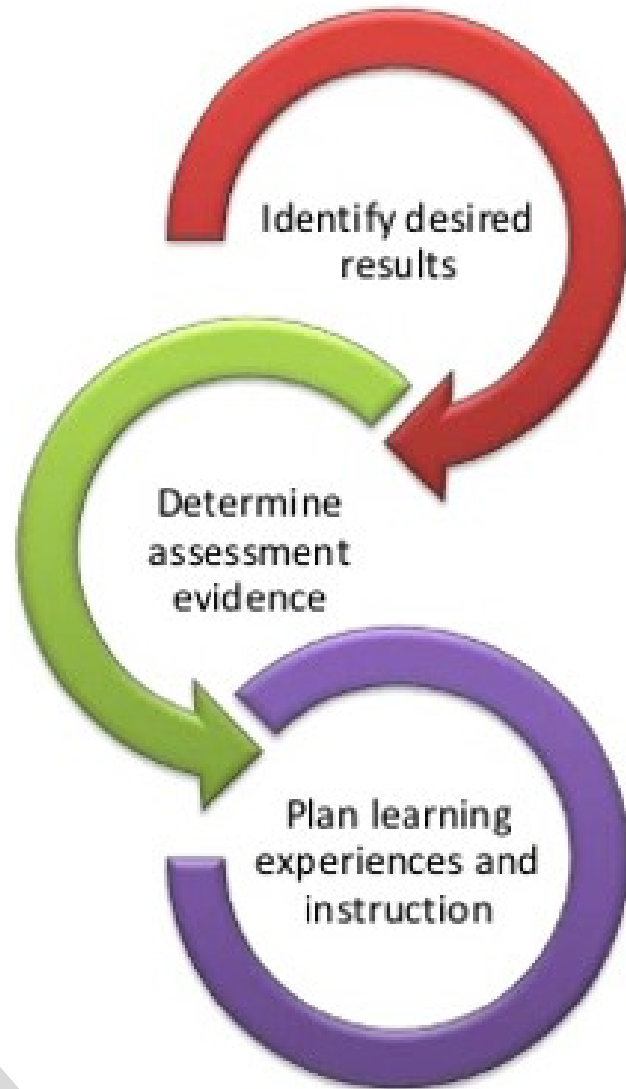 Identify desired
results
Determine
assessment
evidence
Plan learning
experiences and
instruction